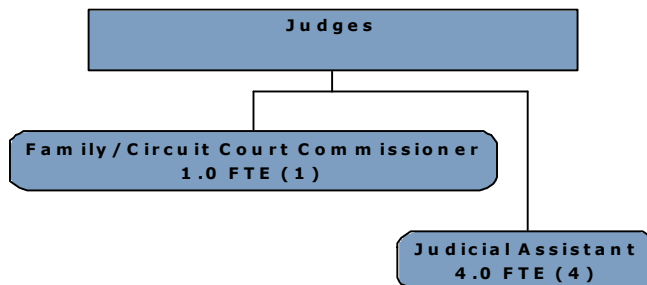 Judges
Family/Circuit Court Commissioner
1.0 FTE (1)
Judicial Assistant
4.0 FTE (4)